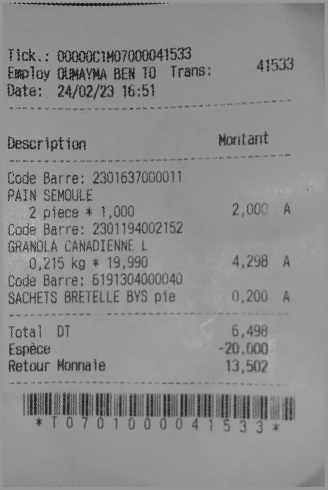 Tick.: 00000C1M07000041533
Employ OUMAYMA BEN TO Trans: 41533
Date: 24/02/23 16:51
Description Montant
Code Barre: 2301637000011
PAIN SEMOULE
2 piece * 1,000 2,000 A
Code Barre: 2301194002152
GRANOLA CANADIENNE L
0,215 kg * 19,990 4,298 A
Code Barre: 6191304000040
SACHETS BRETELLE BYS pie 0,200 A
Total DT 6,498
Espèce -20,000
Retour Monnaie 13,502
*T0701000041533*